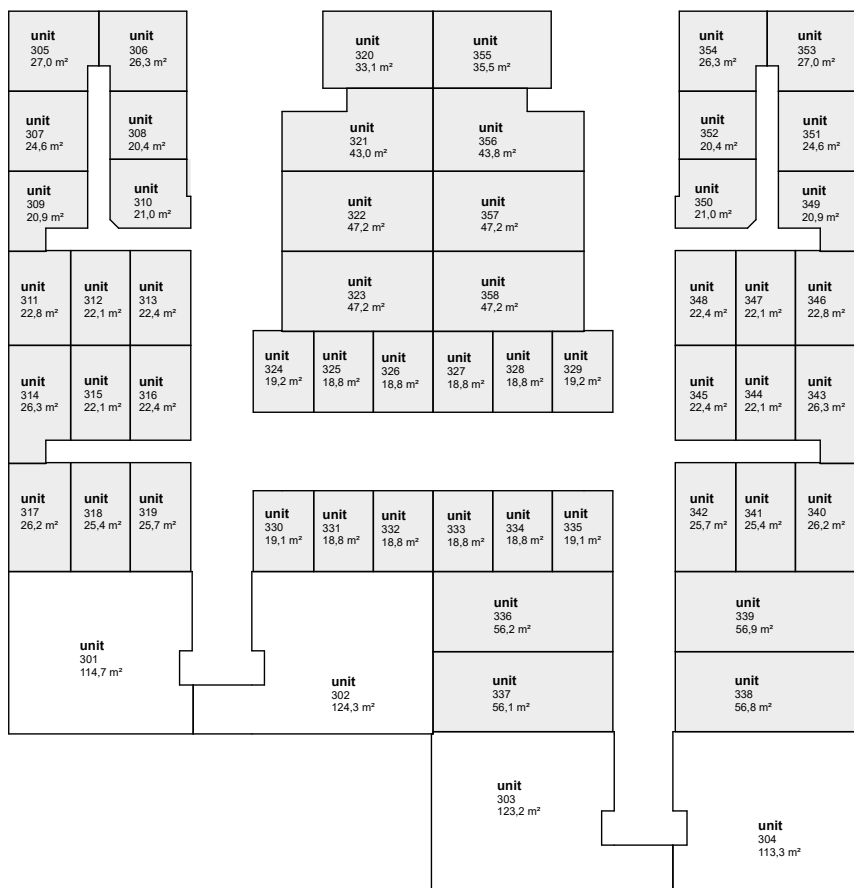 unit
305
27,0 m²
unit
306
26,3 m²
unit
320
33,1 m²
unit
355
35,5 m²
unit
354
26,3 m²
unit
353
27,0 m²
unit
307
24,6 m²
unit
308
20,4 m²
unit
321
43,0 m²
unit
356
43,8 m²
unit
352
20,4 m²
unit
351
24,6 m²
unit
309
20,9 m²
unit
310
21,0 m²
unit
322
47,2 m²
unit
357
47,2 m²
unit
350
21,0 m²
unit
349
20,9 m²
unit
311
22,8 m²
unit
312
22,1 m²
unit
313
22,4 m²
unit
323
47,2 m²
unit
358
47,2 m²
unit
348
22,4 m²
unit
347
22,1 m²
unit
346
22,8 m²
unit
314
26,3 m²
unit
315
22,1 m²
unit
316
22,4 m²
unit
324
19,2 m²
unit
325
18,8 m²
unit
326
18,8 m²
unit
327
18,8 m²
unit
328
18,8 m²
unit
329
19,2 m²
unit
345
22,4 m²
unit
344
22,1 m²
unit
343
26,3 m²
unit
317
26,2 m²
unit
318
25,4 m²
unit
319
25,7 m²
unit
330
19,1 m²
unit
331
18,8 m²
unit
332
18,8 m²
unit
333
18,8 m²
unit
334
18,8 m²
unit
335
19,1 m²
unit
342
25,7 m²
unit
341
25,4 m²
unit
340
26,2 m²
unit
336
56,2 m²
unit
339
56,9 m²
unit
301
114,7 m²
unit
302
124,3 m²
unit
337
56,1 m²
unit
338
56,8 m²
unit
303
123,2 m²
unit
304
113,3 m²